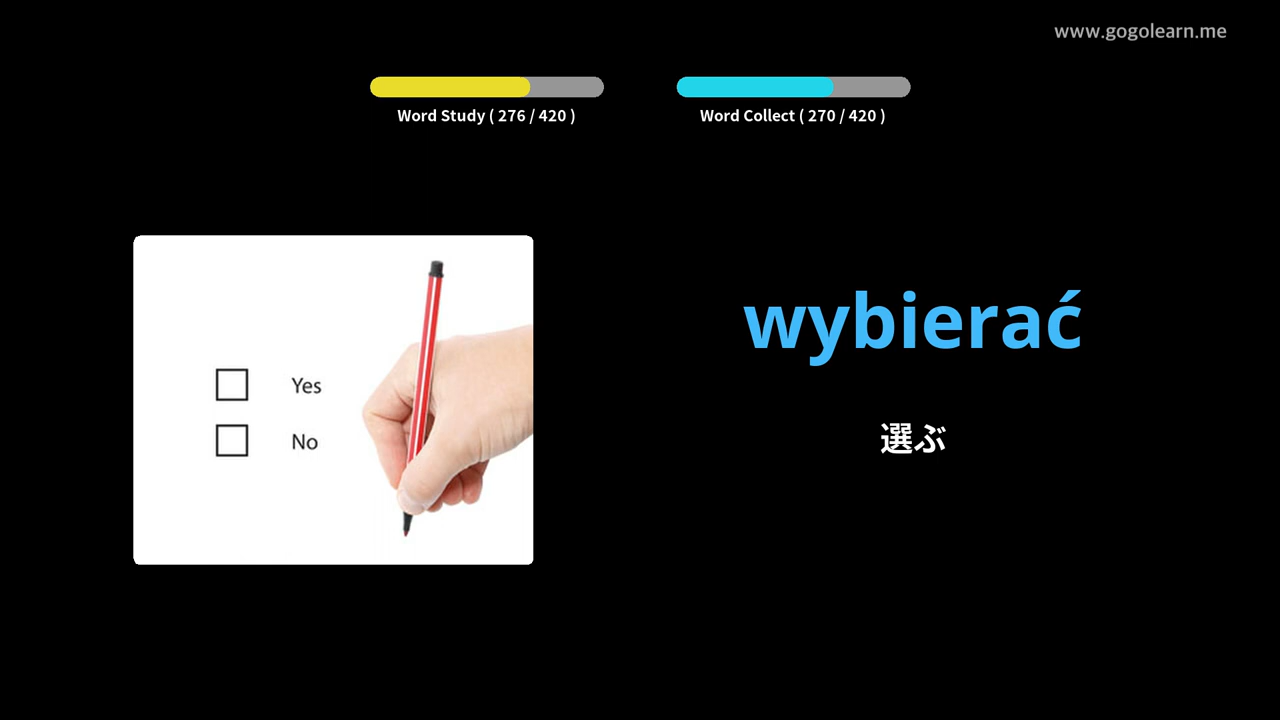 www.gogolearn.me
Word Study ( 276 / 420 )
Word Collect ( 270 / 420 )
Yes
No
wybierać
選ぶ